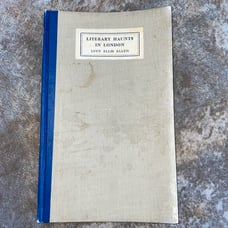 LITERARY HAUNTS
IN LONDON
LUCY ELLIS ALLEN